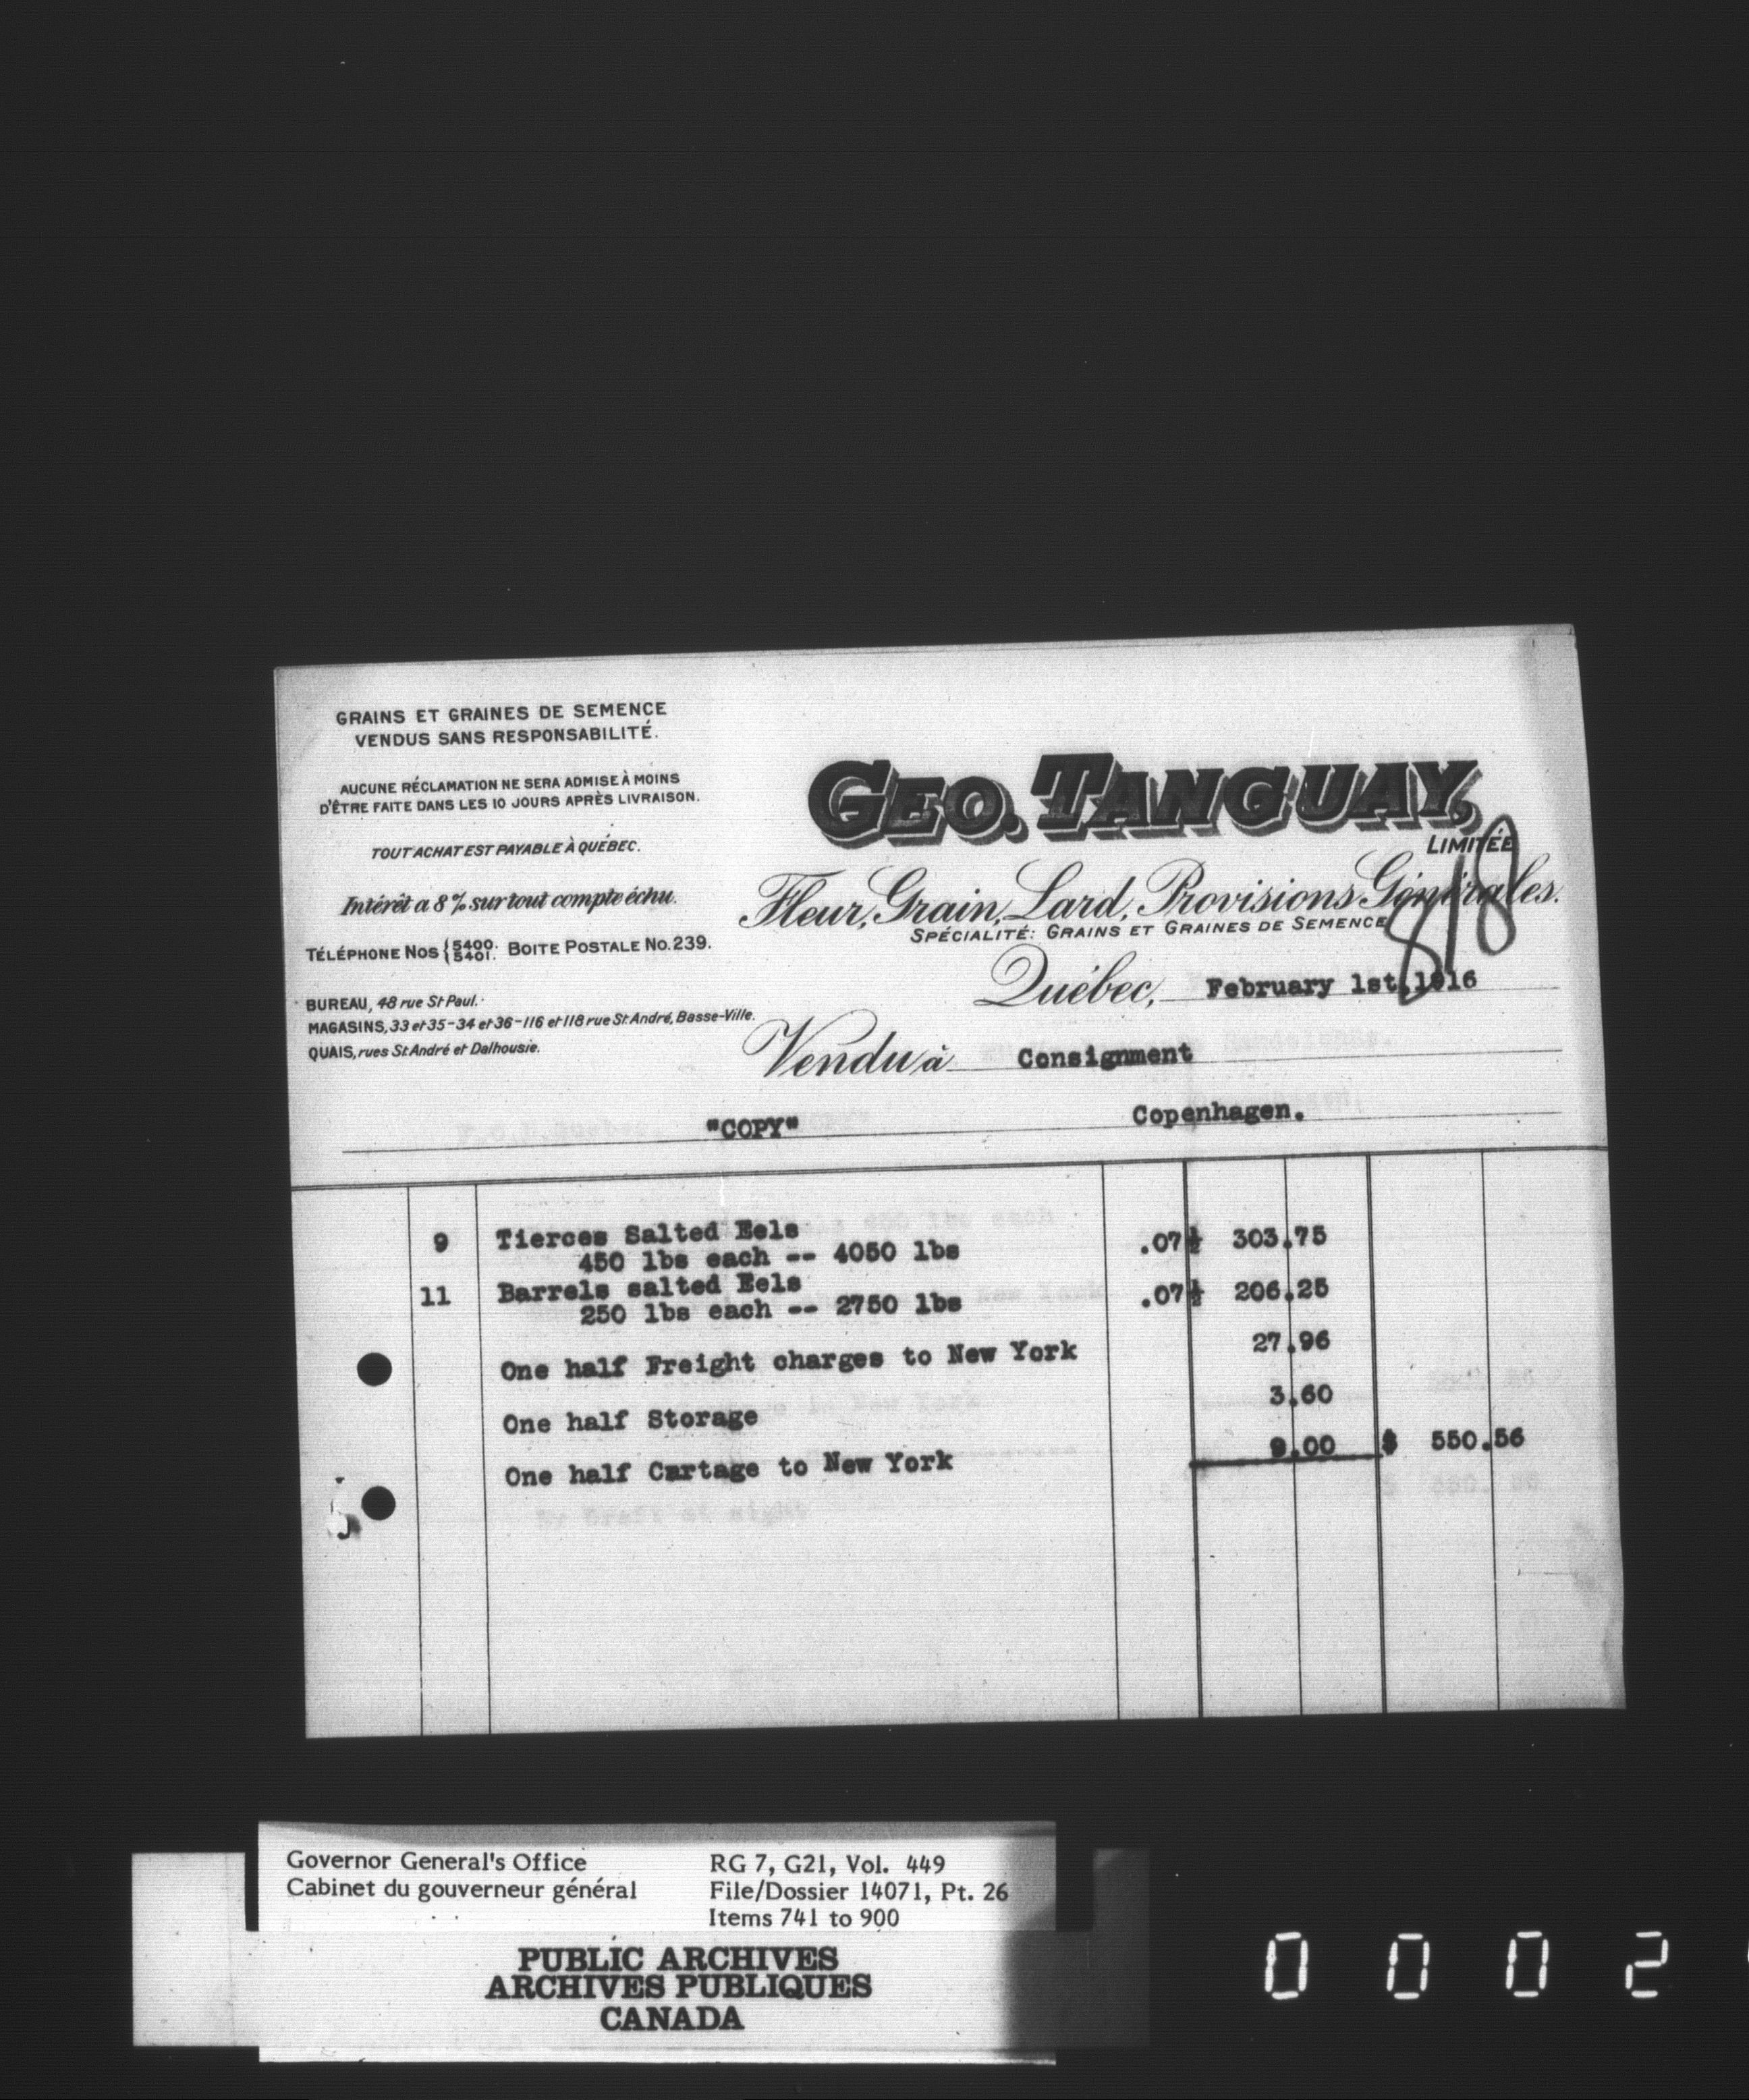 GRAINS ET GRAINES DE SEMENCE
VENDUS SANS RESPONSABILITÉ.
AUCUNE RÉCLAMATION NE SERA ADMISE À MOINS
D'ÊTRE FAITE DANS LES 10 JOURS APRÈS LIVRAISON.
TOUT ACHAT EST PAYABLE À QUÉBEC.
Intérêt a 8 % sur tout compte échu.
TÉLÉPHONE NOS { 5400. 5401. BOITE POSTALE No. 239.
BUREAU, 48 rue St Paul.
MAGASINS, 33 et 35-34 et 36-116 et 118 rue St. André, Basse-Ville.
QUAIS, rues St. André et Dalhousie.
GEO. TANGUAY,
LIMITÉE
818
Fleur, Grain, Lard, Provisions Générales.
SPÉCIALITÉ: GRAINS ET GRAINES DE SEMENCE
Québec, February 1st, 1916
Vendu à Consignment
"COPY" Copenhagen.
9 Tierces Salted Eels .07½ 303.75
450 lbs each -- 4050 lbs
11 Barrels salted Eels .07½ 206.25
250 lbs each -- 2750 lbs
One half Freight charges to New York 27.96
One half Storage 3.60
One half Cartage to New York 9.00 $ 550.56
By Draft at sight
Governor General's Office RG 7, G21, Vol. 449
Cabinet du gouverneur général File/Dossier 14071, Pt. 26
Items 741 to 900
PUBLIC ARCHIVES
ARCHIVES PUBLIQUES
CANADA
0 0 0 2